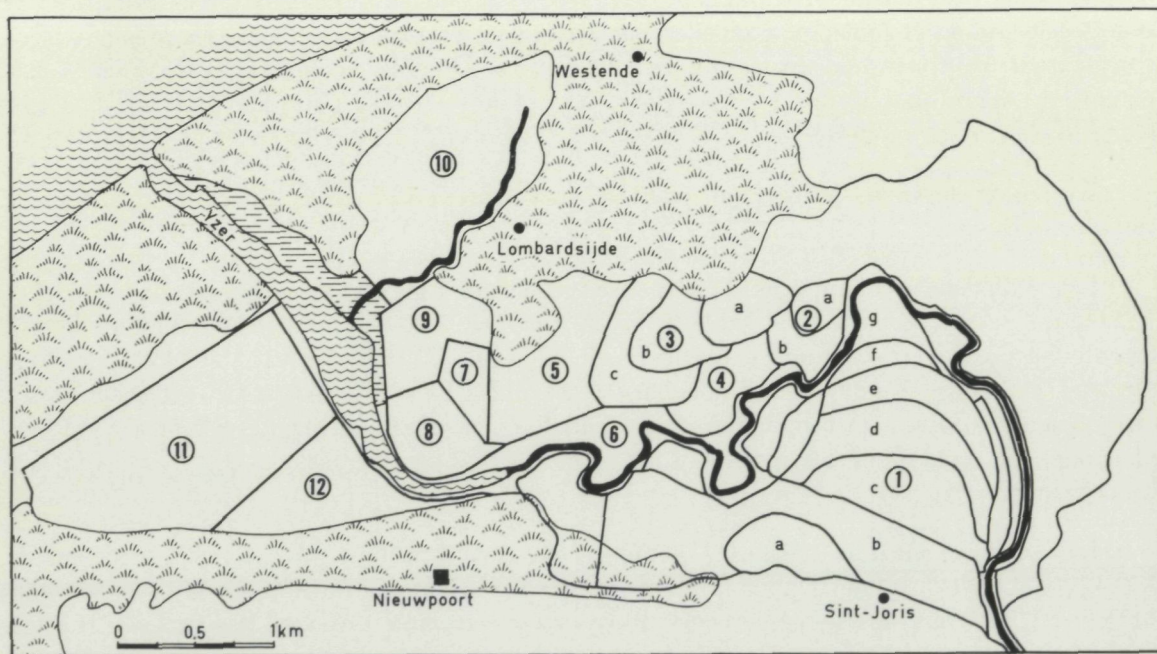 Westende
10
Yzer
Lombardsijde
9
3
a
a
2
b
b
g
f
7
5
c
4
e
8
6
d
11
12
c
1
a
b
Nieuwpoort
Sint-Joris
0 0.5 1km